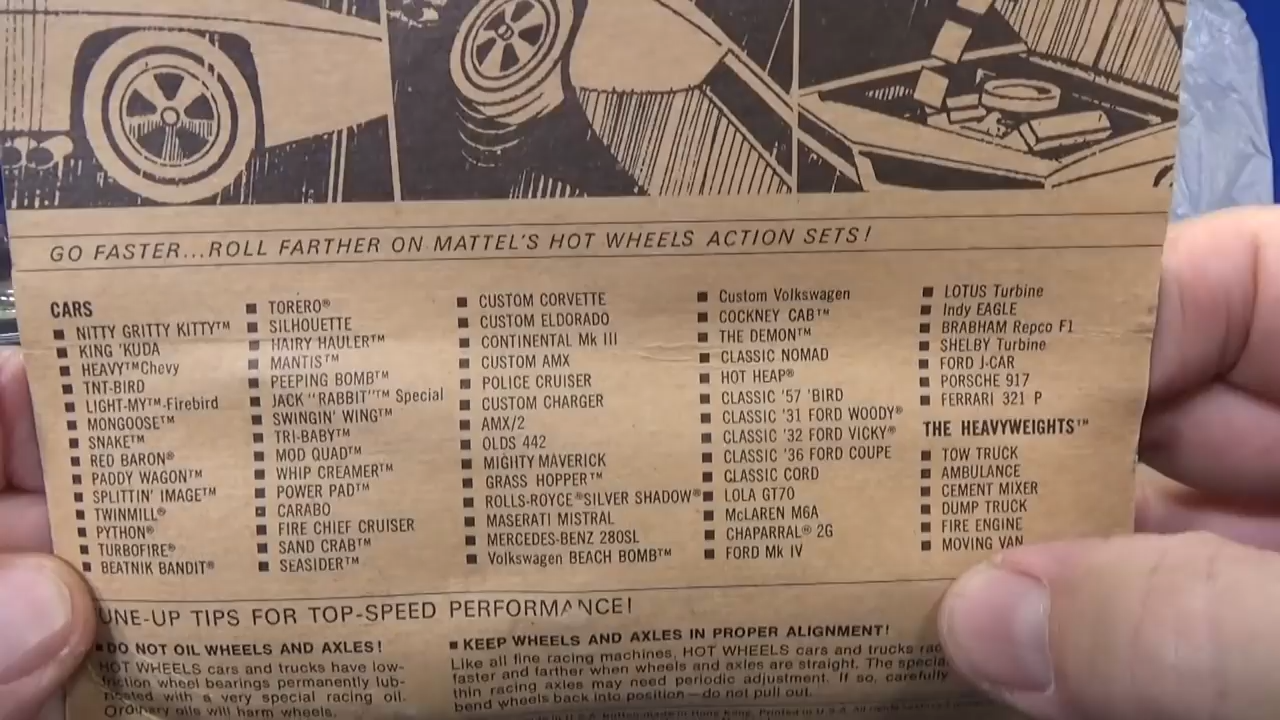 GO FASTER...ROLL FARTHER ON MATTEL'S HOT WHEELS ACTION SETS!
CARS
■ NITTY GRITTY KITTY™
■ KING 'KUDA
■ HEAVY™Chevy
■ TNT-BIRD
■ LIGHT-MY™-Firebird
■ MONGOOSE™
■ SNAKE™
■ RED BARON®
■ PADDY WAGON™
■ SPLITTIN' IMAGE™
■ TWINMILL®
■ PYTHON®
■ TURBOFIRE®
■ BEATNIK BANDIT®
■ TORERO®
■ SILHOUETTE
■ HAIRY HAULER™
■ MANTIS™
■ PEEPING BOMB™
■ JACK "RABBIT"™ Special
■ SWINGIN' WING™
■ TRI-BABY™
■ MOD QUAD™
■ WHIP CREAMER™
■ POWER PAD™
■ CARABO
■ FIRE CHIEF CRUISER
■ SAND CRAB™
■ SEASIDER™
■ CUSTOM CORVETTE
■ CUSTOM ELDORADO
■ CONTINENTAL Mk III
■ CUSTOM AMX
■ POLICE CRUISER
■ CUSTOM CHARGER
■ AMX/2
■ OLDS 442
■ MIGHTY MAVERICK
■ GRASS HOPPER™
■ ROLLS-ROYCE®SILVER SHADOW®
■ MASERATI MISTRAL
■ MERCEDES-BENZ 280SL
■ Volkswagen BEACH BOMB™
■ Custom Volkswagen
■ COCKNEY CAB™
■ THE DEMON™
■ CLASSIC NOMAD
■ HOT HEAP®
■ CLASSIC '57 'BIRD
■ CLASSIC '31 FORD WOODY®
■ CLASSIC '32 FORD VICKY®
■ CLASSIC '36 FORD COUPE
■ CLASSIC CORD
■ LOLA GT70
■ McLAREN M6A
■ CHAPARRAL® 2G
■ FORD Mk IV
■ LOTUS Turbine
■ Indy EAGLE
■ BRABHAM Repco F1
■ SHELBY Turbine
■ FORD J-CAR
■ PORSCHE 917
■ FERRARI 321 P
THE HEAVYWEIGHTS™
■ TOW TRUCK
■ AMBULANCE
■ CEMENT MIXER
■ DUMP TRUCK
■ FIRE ENGINE
■ MOVING VAN
UNE-UP TIPS FOR TOP-SPEED PERFORMANCE!
■ DO NOT OIL WHEELS AND AXLES!
HOT WHEELS cars and trucks have low-
friction wheel bearings permanently lub-
ricated with a very special racing oil.
Ordinary oils will harm wheels.
■ KEEP WHEELS AND AXLES IN PROPER ALIGNMENT!
Like all fine racing machines, HOT WHEELS cars and trucks
faster and farther when wheels and axles are straight. The
thin racing axles may need periodic adjustment. If so, carefully
bend wheels back into position—do not pull out.